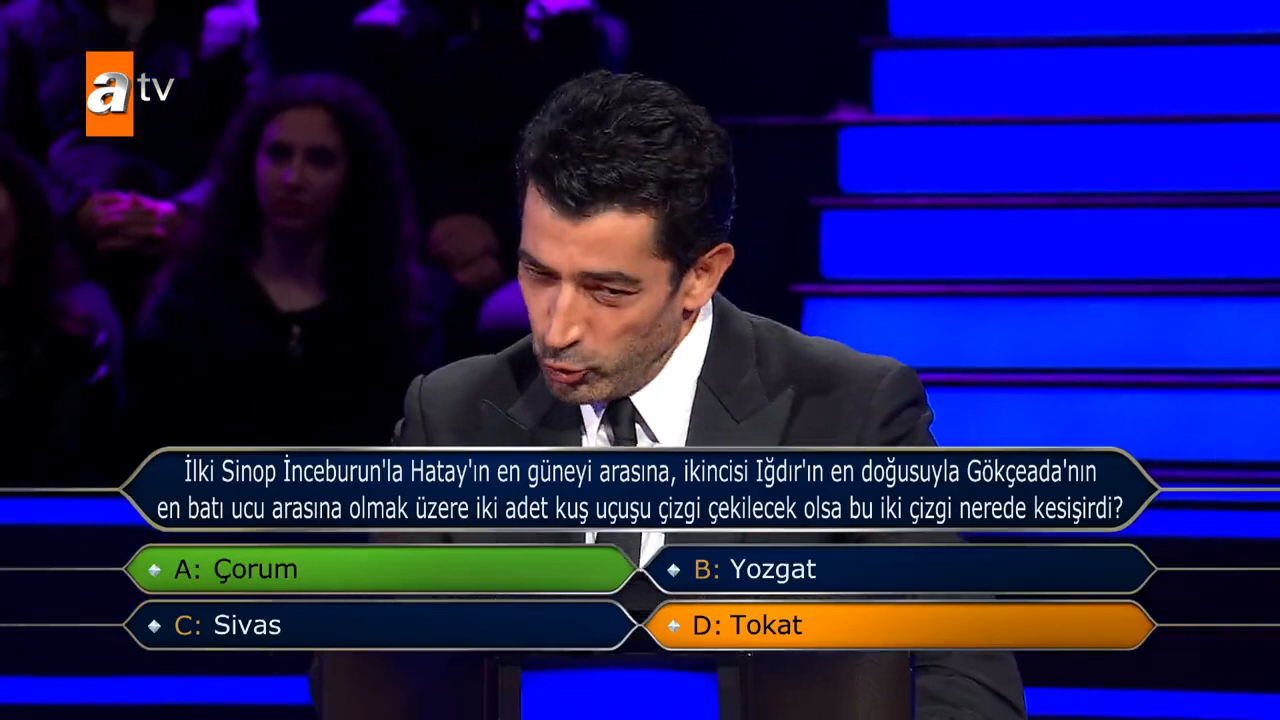 atv
İlki Sinop İnceburun'la Hatay'ın en güneyi arasına, ikincisi Iğdır'ın en doğusuyla Gökçeada'nın
en batı ucu arasına olmak üzere iki adet kuş uçuşu çizgi çekilecek olsa bu iki çizgi nerede kesişirdi?
A: Çorum
B: Yozgat
C: Sivas
D: Tokat